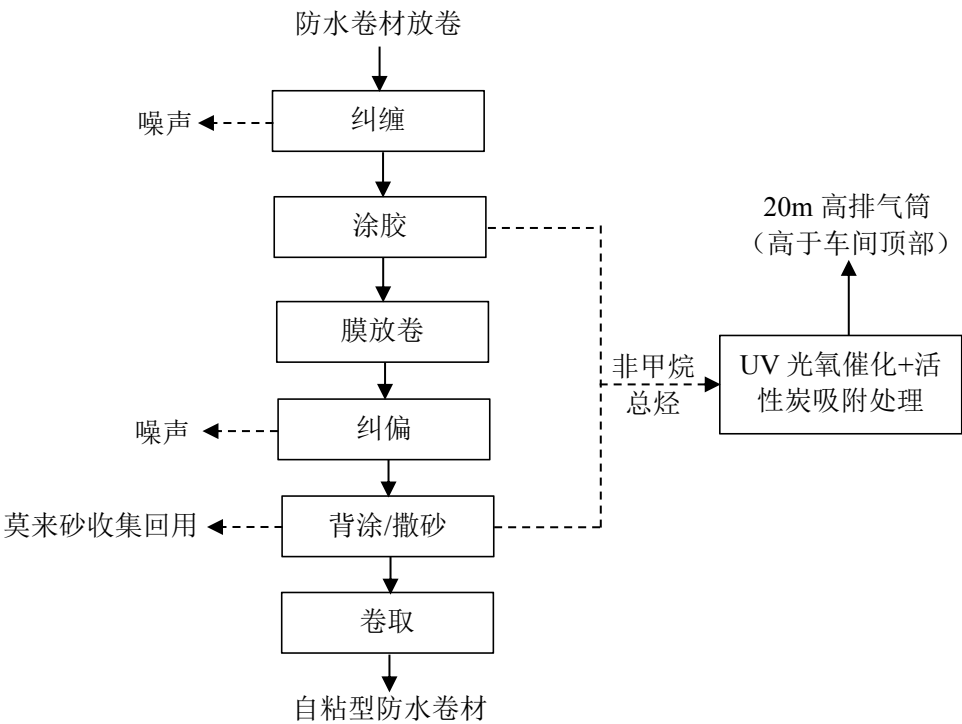 防水卷材放卷
噪声
纠缠
涂胶
20m 高排气筒
（高于车间顶部）
膜放卷
非甲烷
总烃
UV 光氧催化+活
性炭吸附处理
噪声
纠偏
莫来砂收集回用
背涂/撒砂
卷取
自粘型防水卷材